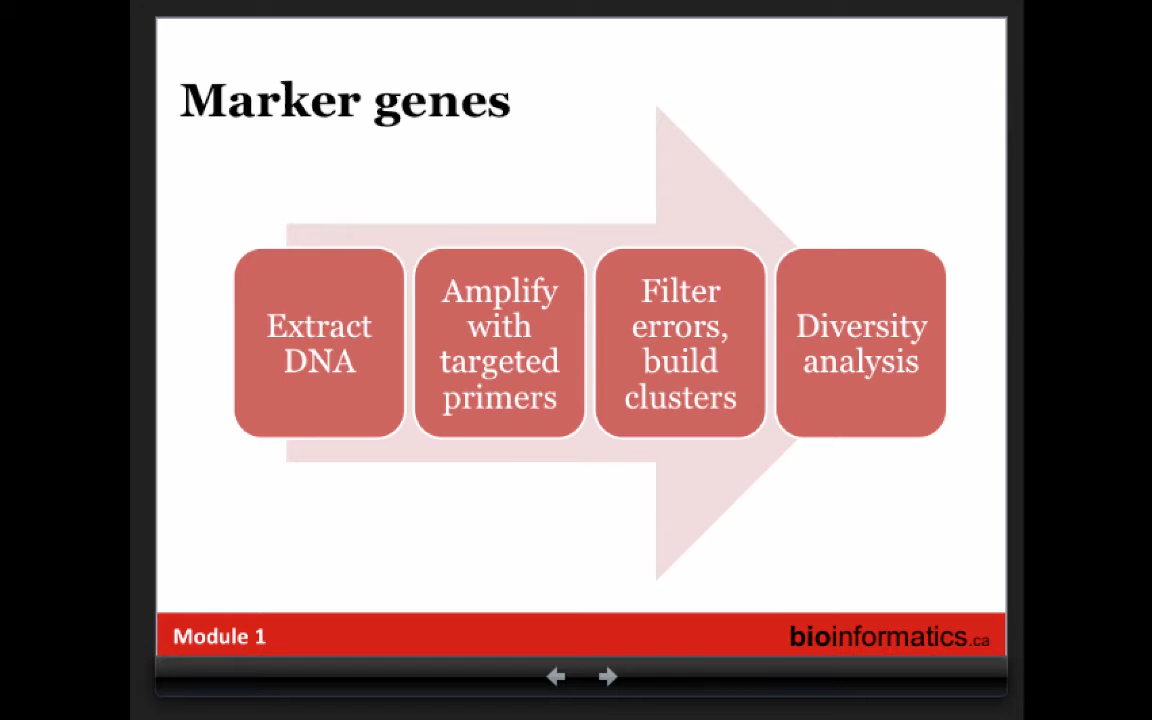 Marker genes
Extract
DNA
Amplify
with
targeted
primers
Filter
errors,
build
clusters
Diversity
analysis
Module 1
bioinformatics.ca